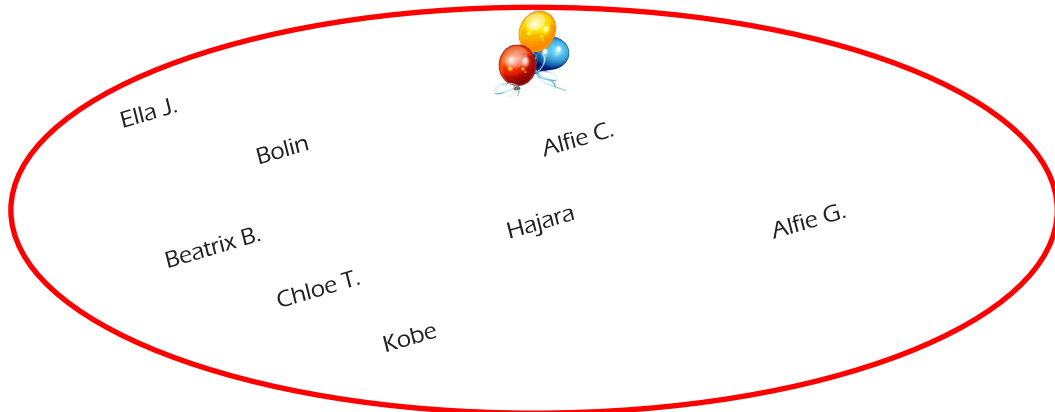 Ella J.
Bolin
Alfie C.
Beatrix B.
Hajara
Alfie G.
Chloe T.
Kobe